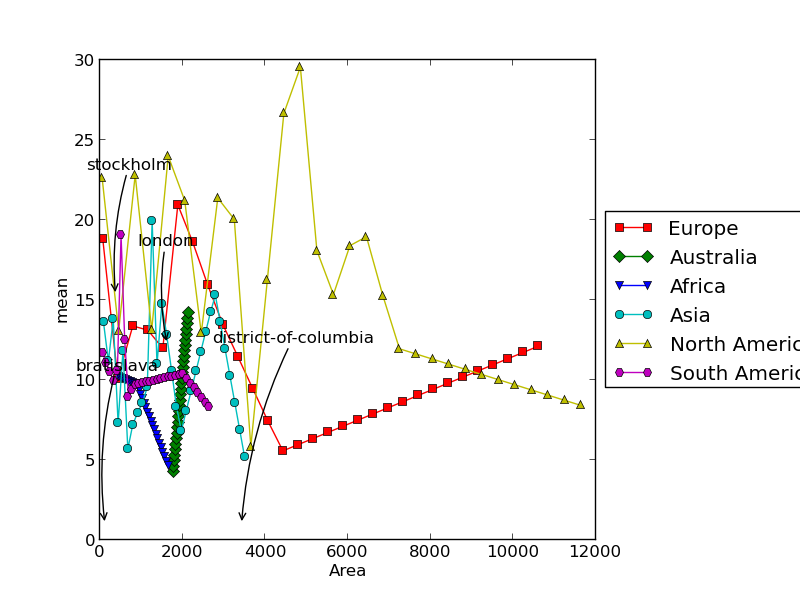 30
25
20
15
10
5
0
mean
0 2000 4000 6000 8000 10000 12000
Area
stockholm
london
district-of-columbia
bratislava
Europe
Australia
Africa
Asia
North Americ
South Americ